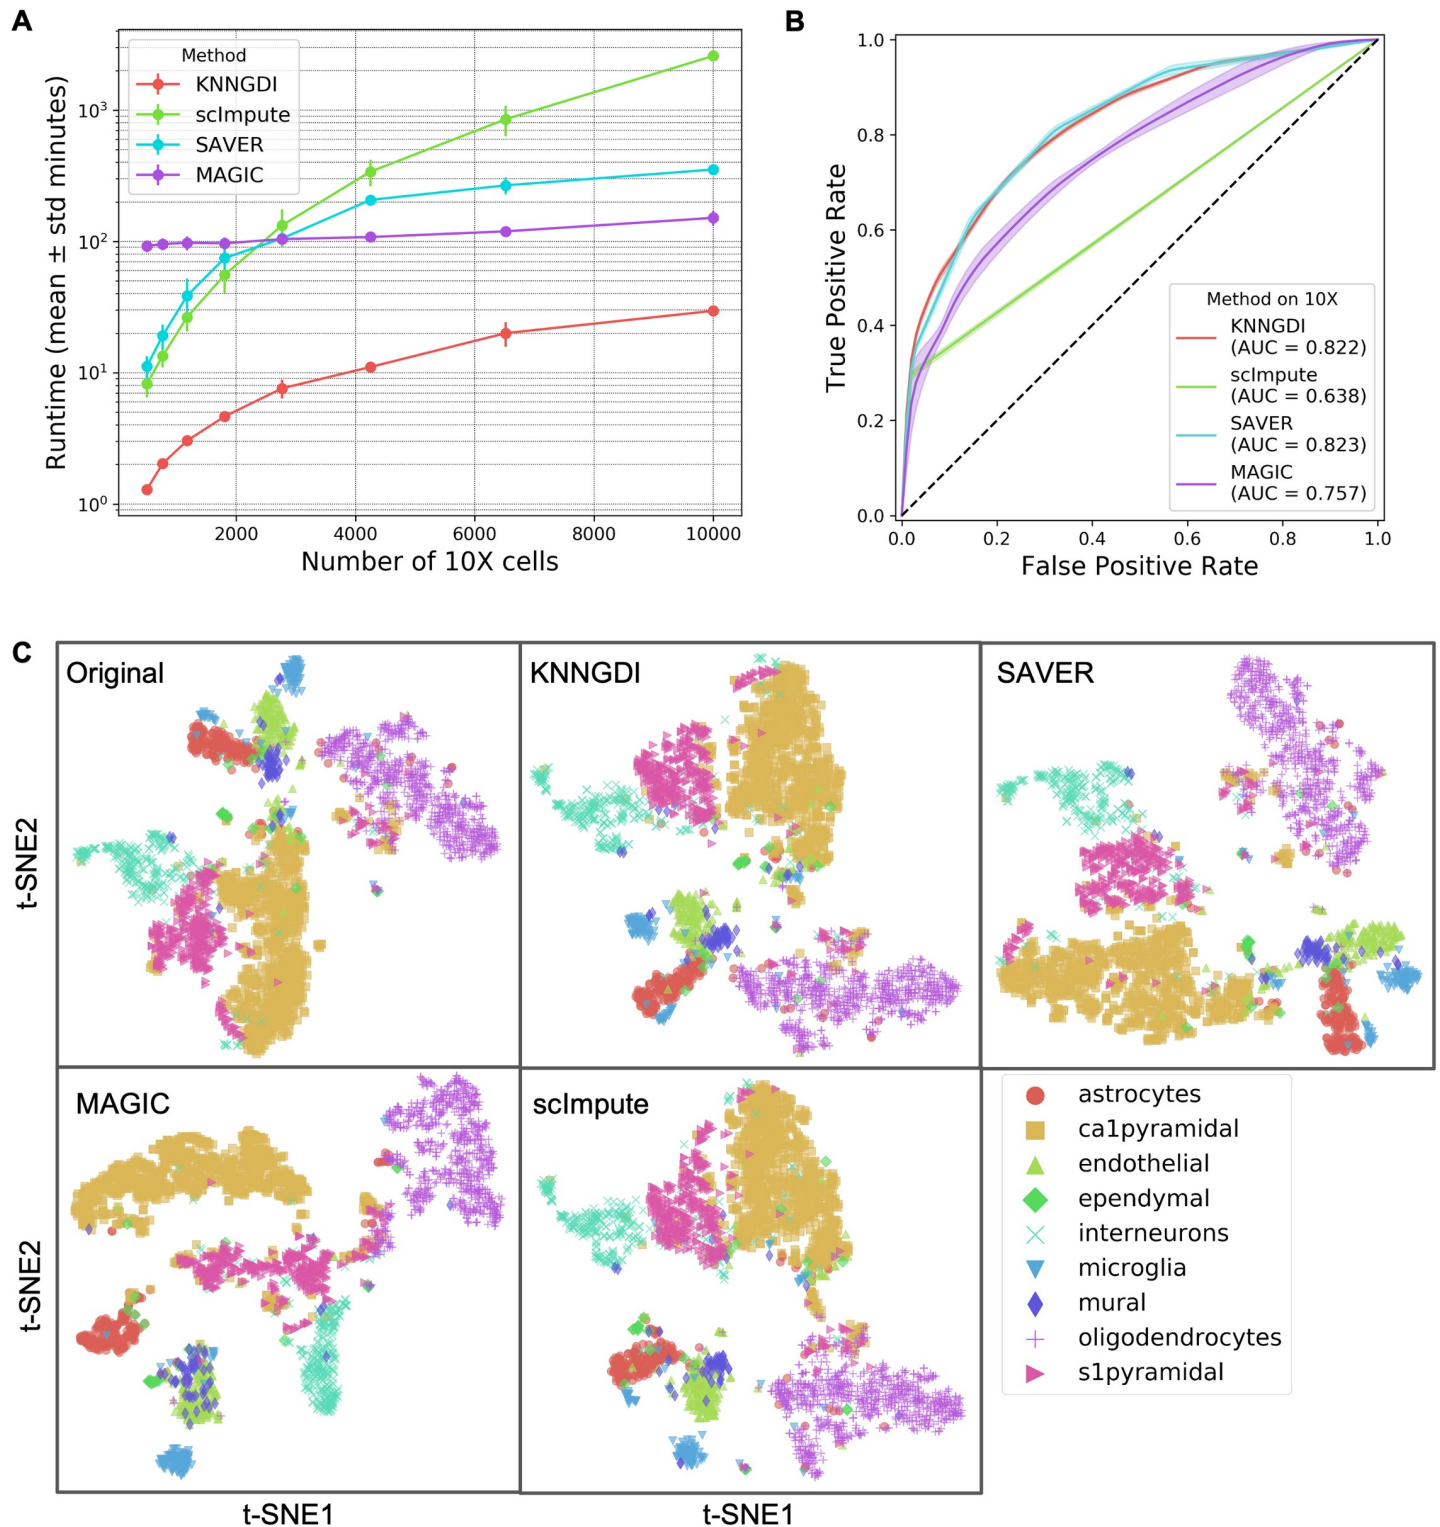 A
Method
KNNGDI
scImpute
SAVER
MAGIC
10³
10²
10¹
10⁰
Runtime (mean ± std minutes)
2000
4000
6000
8000
10000
Number of 10X cells
B
1.0
0.8
0.6
0.4
0.2
0.0
True Positive Rate
Method on 10X
KNNGDI
(AUC = 0.822)
scImpute
(AUC = 0.638)
SAVER
(AUC = 0.823)
MAGIC
(AUC = 0.757)
0.0
0.2
0.4
0.6
0.8
1.0
False Positive Rate
C
Original
KNNGDI
SAVER
t-SNE2
MAGIC
scImpute
t-SNE2
t-SNE1
t-SNE1
astrocytes
ca1pyramidal
endothelial
ependymal
interneurons
microglia
mural
oligodendrocytes
s1pyramidal